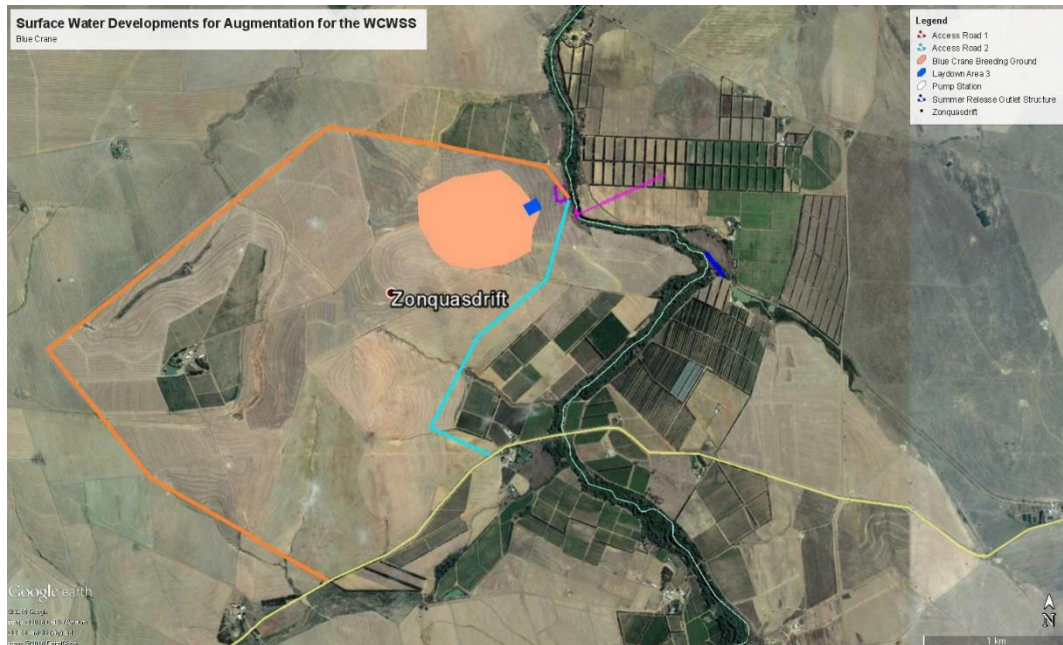 Surface Water Developments for Augmentation for the WCWSS
Blue Crane
Legend
Access Road 1
Access Road 2
Blue Crane Breeding Ground
Laydown Area 3
Pump Station
Summer Release Outlet Structure
Zonquasdrift
Zonquasdrift
Google earth
N
1 km